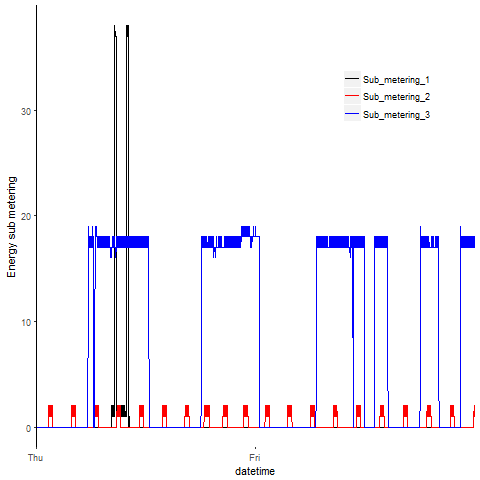 Sub_metering_1
Sub_metering_2
Sub_metering_3
30
20
10
0
Energy sub metering
Thu
Fri
datetime